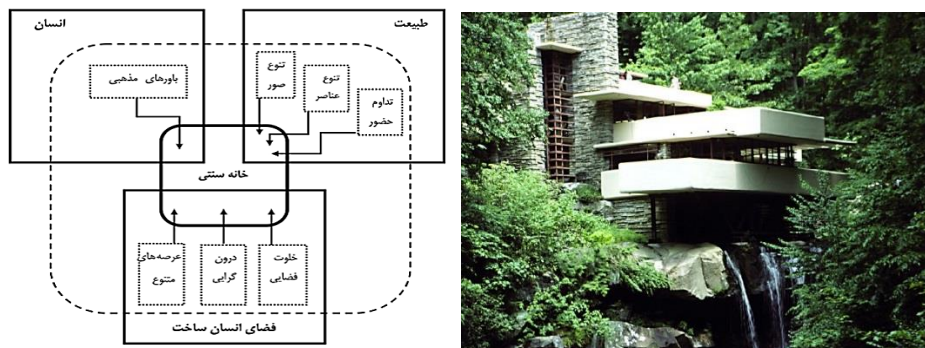 طبیعت
انسان
تنوع
صور
تنوع
عناصر
تداوم
حضور
باورهای مذهبی
خانه سنتی
خلوت
فضایی
درون
گرایی
عرصه‌های
متنوع
فضای انسان ساخت